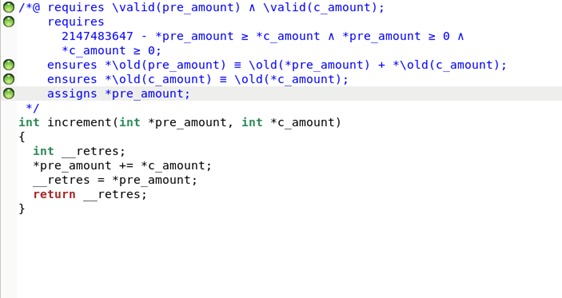 /*@ requires \valid(pre_amount) ∧ \valid(c_amount);
requires
2147483647 - *pre_amount ≥ *c_amount ∧ *pre_amount ≥ 0 ∧
*c_amount ≥ 0;
ensures *\old(pre_amount) ≡ \old(*pre_amount) + *\old(c_amount);
ensures *\old(c_amount) ≡ \old(*c_amount);
assigns *pre_amount;
*/
int increment(int *pre_amount, int *c_amount)
{
int __retres;
*pre_amount += *c_amount;
__retres = *pre_amount;
return __retres;
}